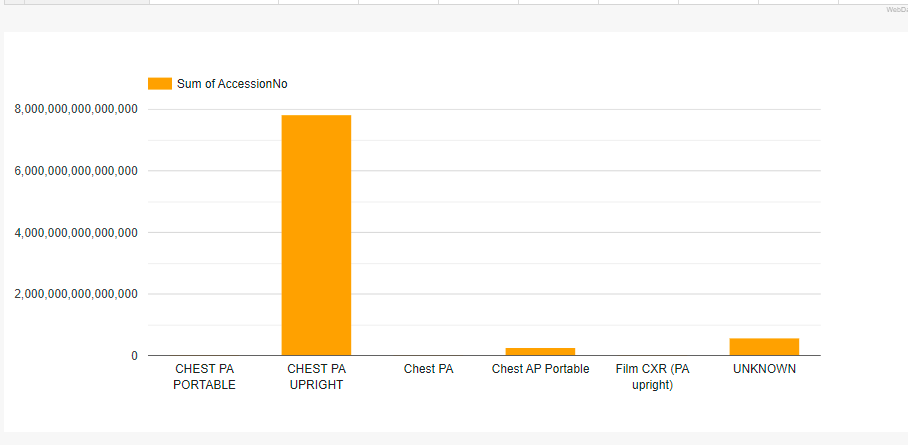 Sum of AccessionNo
8,000,000,000,000,000
6,000,000,000,000,000
4,000,000,000,000,000
2,000,000,000,000,000
0
CHEST PA
PORTABLE
CHEST PA
UPRIGHT
Chest PA
Chest AP Portable
Film CXR (PA
upright)
UNKNOWN